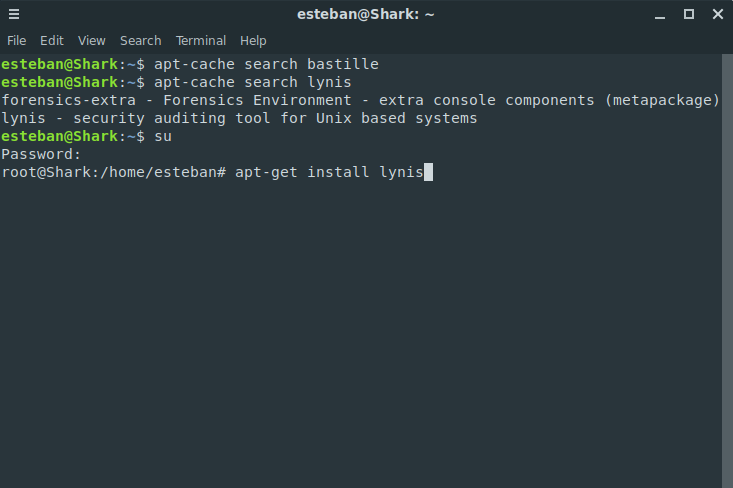 esteban@Shark: ~
File Edit View Search Terminal Help
esteban@Shark:~$ apt-cache search bastille
esteban@Shark:~$ apt-cache search lynis
forensics-extra - Forensics Environment - extra console components (metapackage)
lynis - security auditing tool for Unix based systems
esteban@Shark:~$ su
Password:
root@Shark:/home/esteban# apt-get install lynis